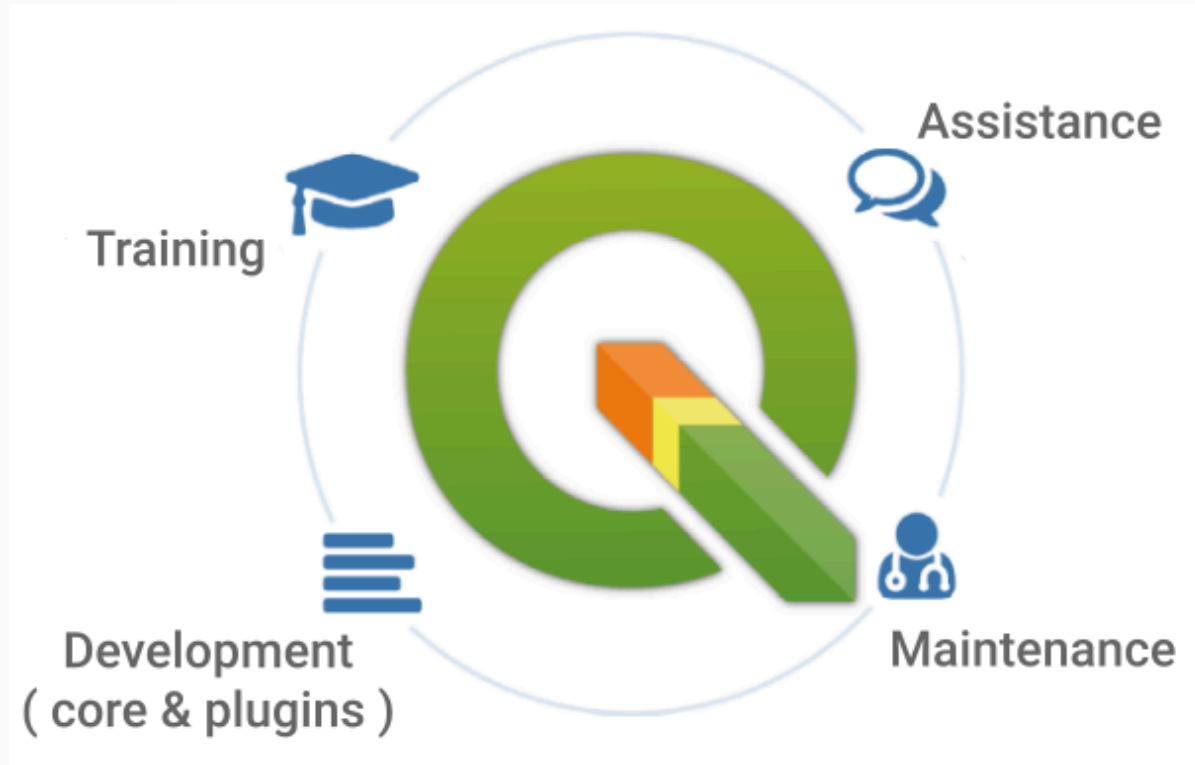 Assistance
Training
Development
( core & plugins )
Maintenance